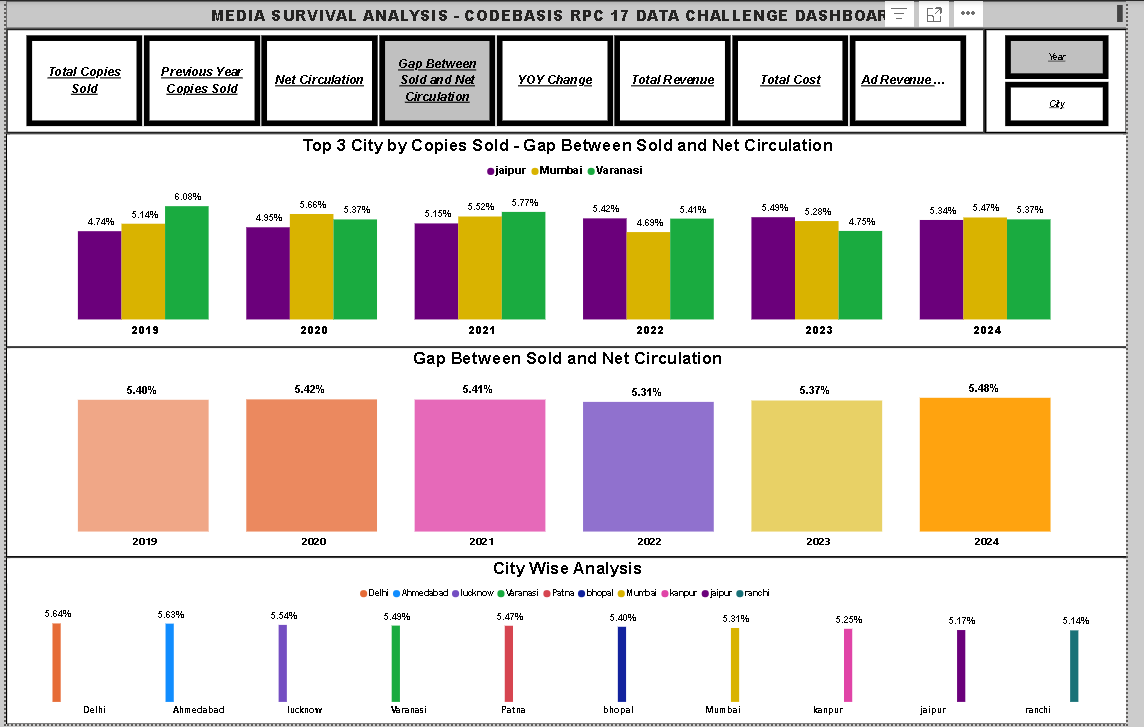 MEDIA SURVIVAL ANALYSIS - CODEBASIS RPC 17 DATA CHALLENGE DASHBOAR
Total Copies
Sold
Previous Year
Copies Sold
Net Circulation
Gap Between
Sold and Net
Circulation
YOY Change
Total Revenue
Total Cost
Ad Revenue ...
Year
City
Top 3 City by Copies Sold - Gap Between Sold and Net Circulation
jaipur Mumbai Varanasi
4.74% 5.14% 6.08% 4.95% 5.66% 5.37% 5.15% 5.52% 5.77% 5.42% 4.69% 5.41% 5.49% 5.28% 4.75% 5.34% 5.47% 5.37%
2019 2020 2021 2022 2023 2024
Gap Between Sold and Net Circulation
5.40% 5.42% 5.41% 5.31% 5.37% 5.48%
2019 2020 2021 2022 2023 2024
City Wise Analysis
Delhi Ahmedabad lucknow Varanasi Patna bhopal Mumbai kanpur jaipur ranchi
5.64% 5.63% 5.54% 5.49% 5.47% 5.40% 5.31% 5.25% 5.17% 5.14%
Delhi Ahmedabad lucknow Varanasi Patna bhopal Mumbai kanpur jaipur ranchi